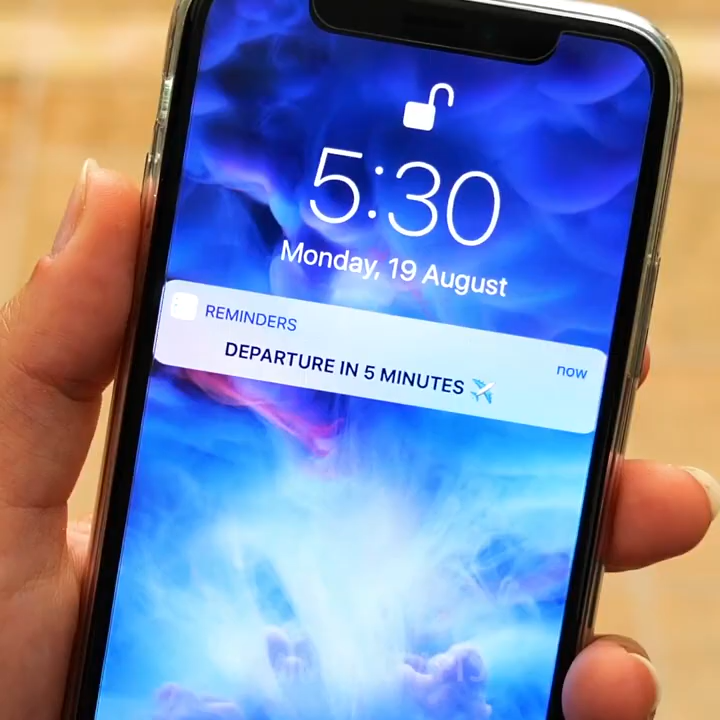 5:30
Monday, 19 August
REMINDERS
now
DEPARTURE IN 5 MINUTES ✈️